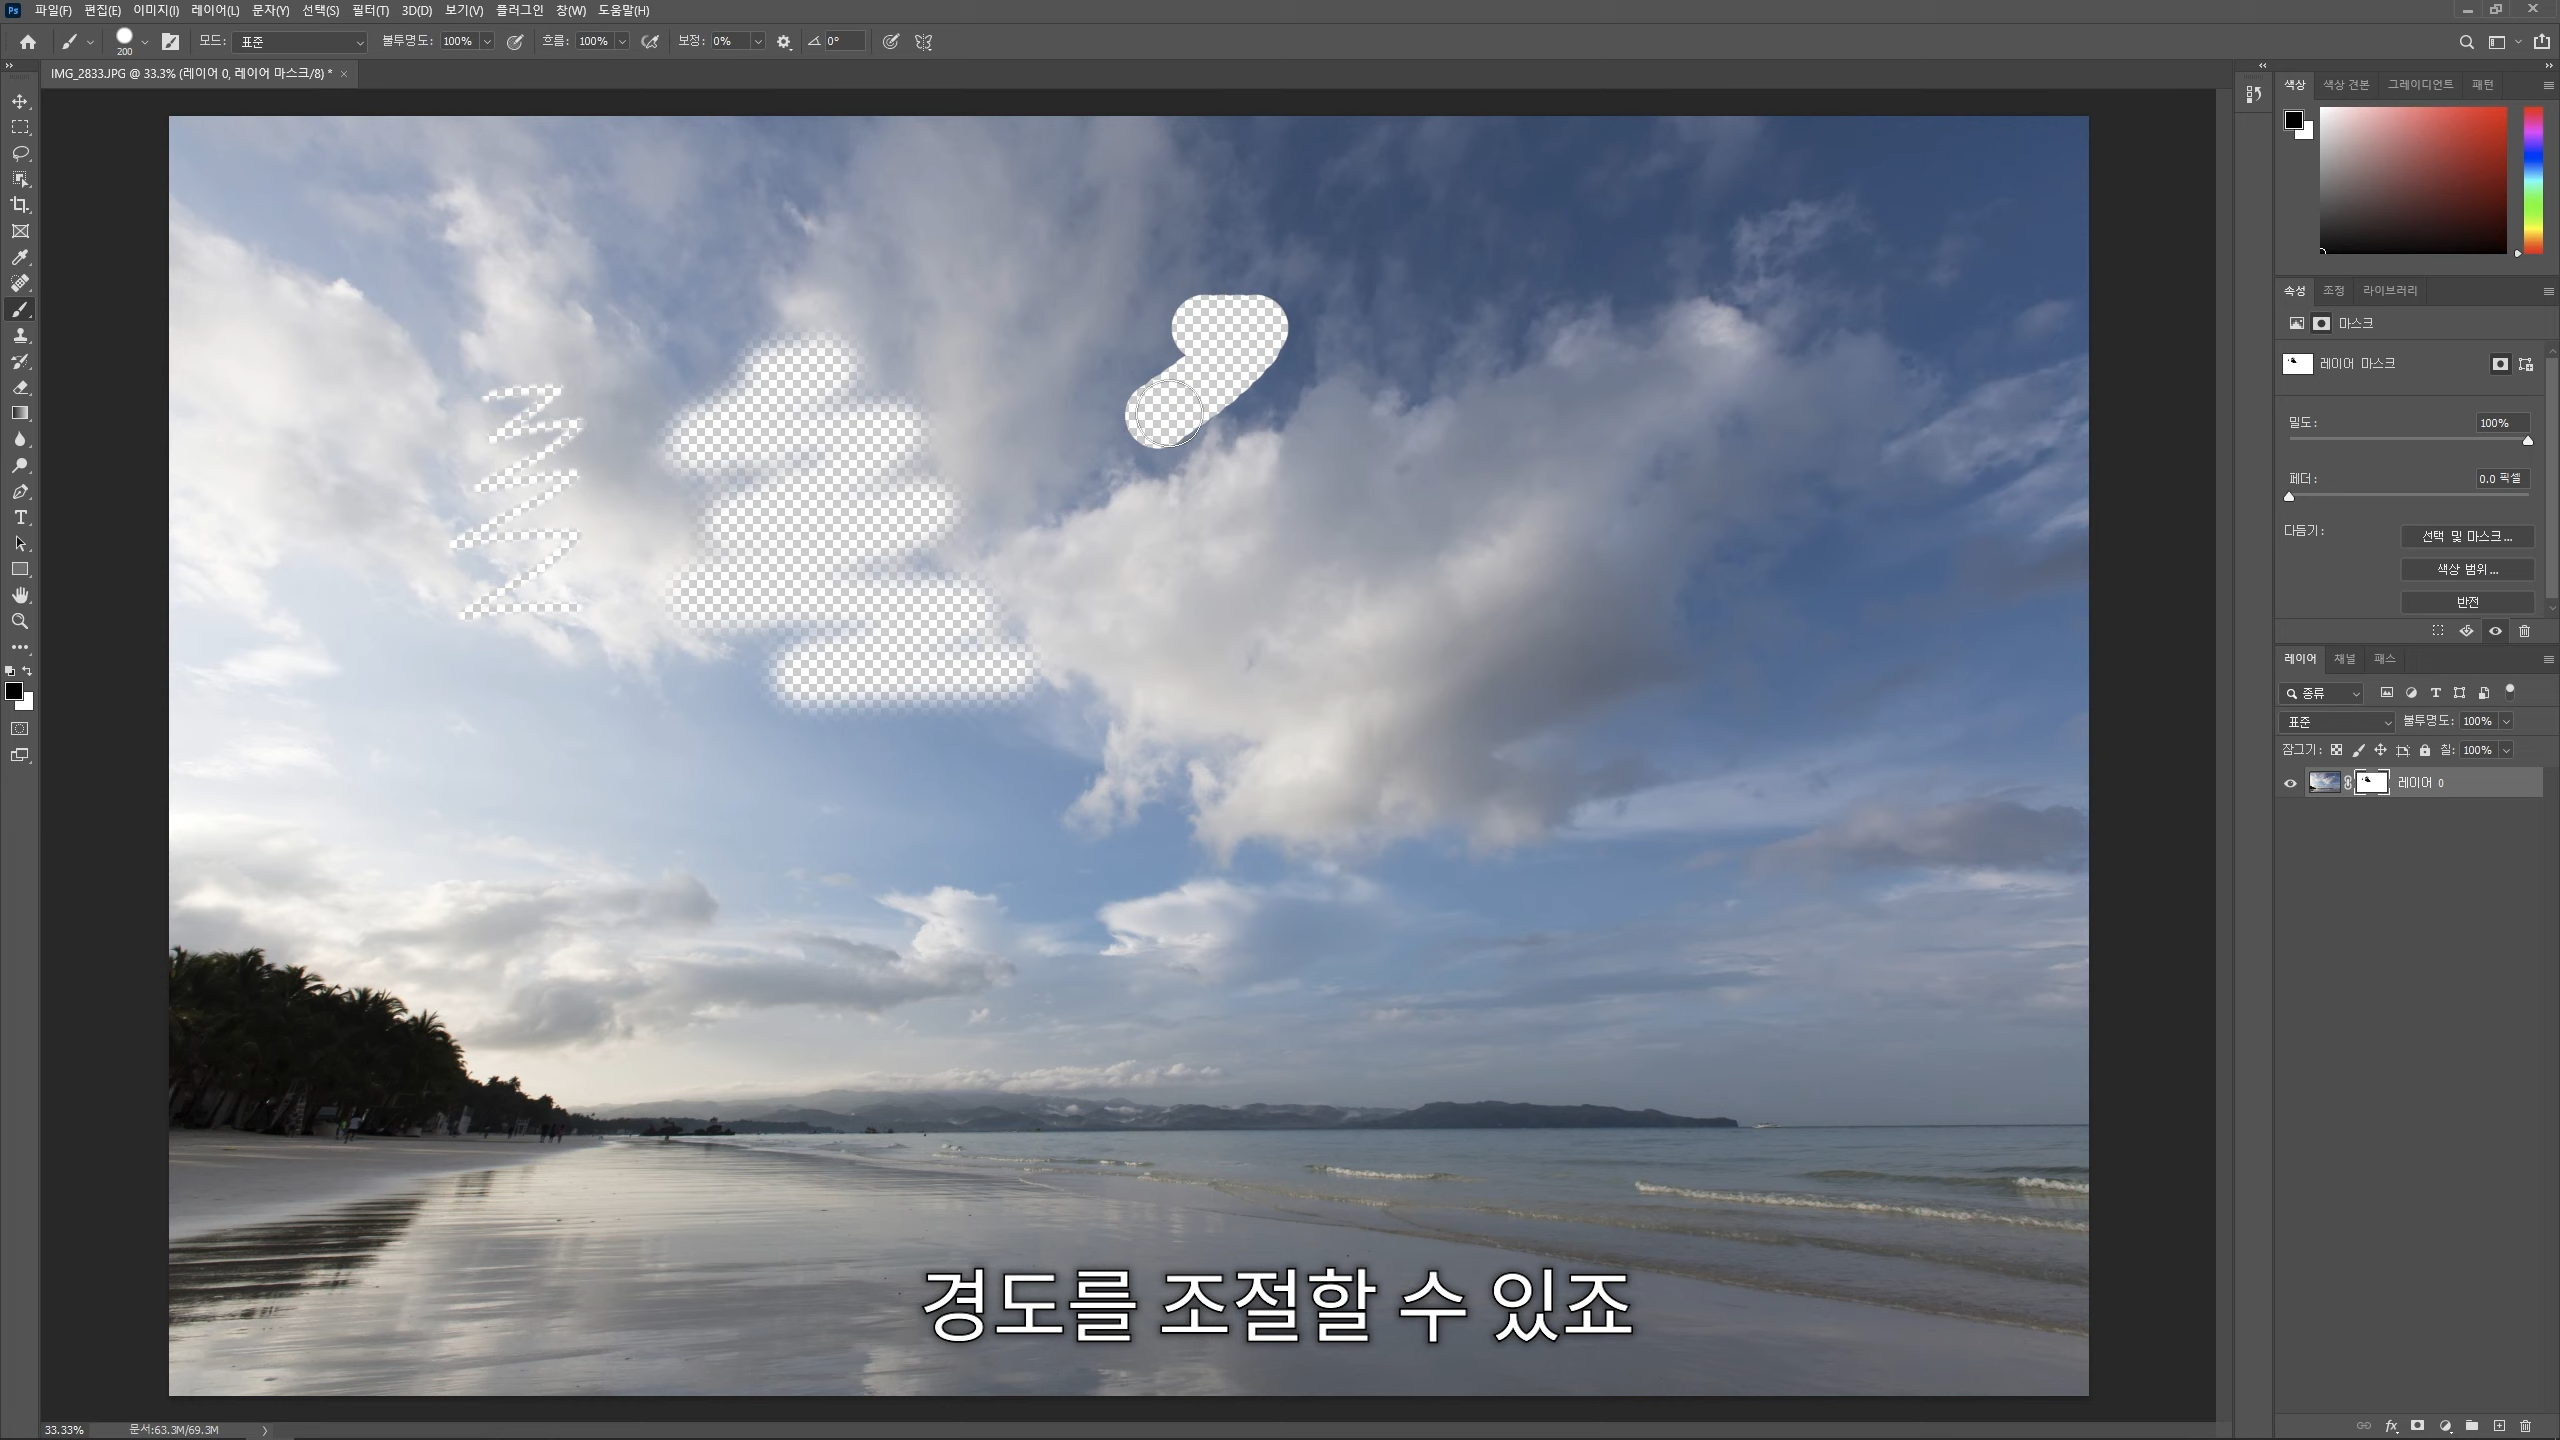 Ps 파일(F) 편집(E) 이미지(I) 레이어(L) 문자(Y) 선택(S) 필터(T) 3D(D) 보기(V) 플러그인 창(W) 도움말(H)
200 모드: 표준 불투명도: 100% 흐름: 100% 보정: 0% 0°
IMG_2833.JPG @ 33.3% (레이어 0, 레이어 마스크/8) * ×
색상 색상 견본 그레이디언트 패턴
속성 조정 라이브러리
마스크
레이어 마스크
밀도: 100%
페더: 0.0 픽셀
다듬기: 선택 및 마스크...
색상 범위...
반전
레이어 채널 패스
종류
표준 불투명도: 100%
잠그기: 칠: 100%
레이어 0
경도를 조절할 수 있죠
33.33% 문서:63.3M/69.3M
fx